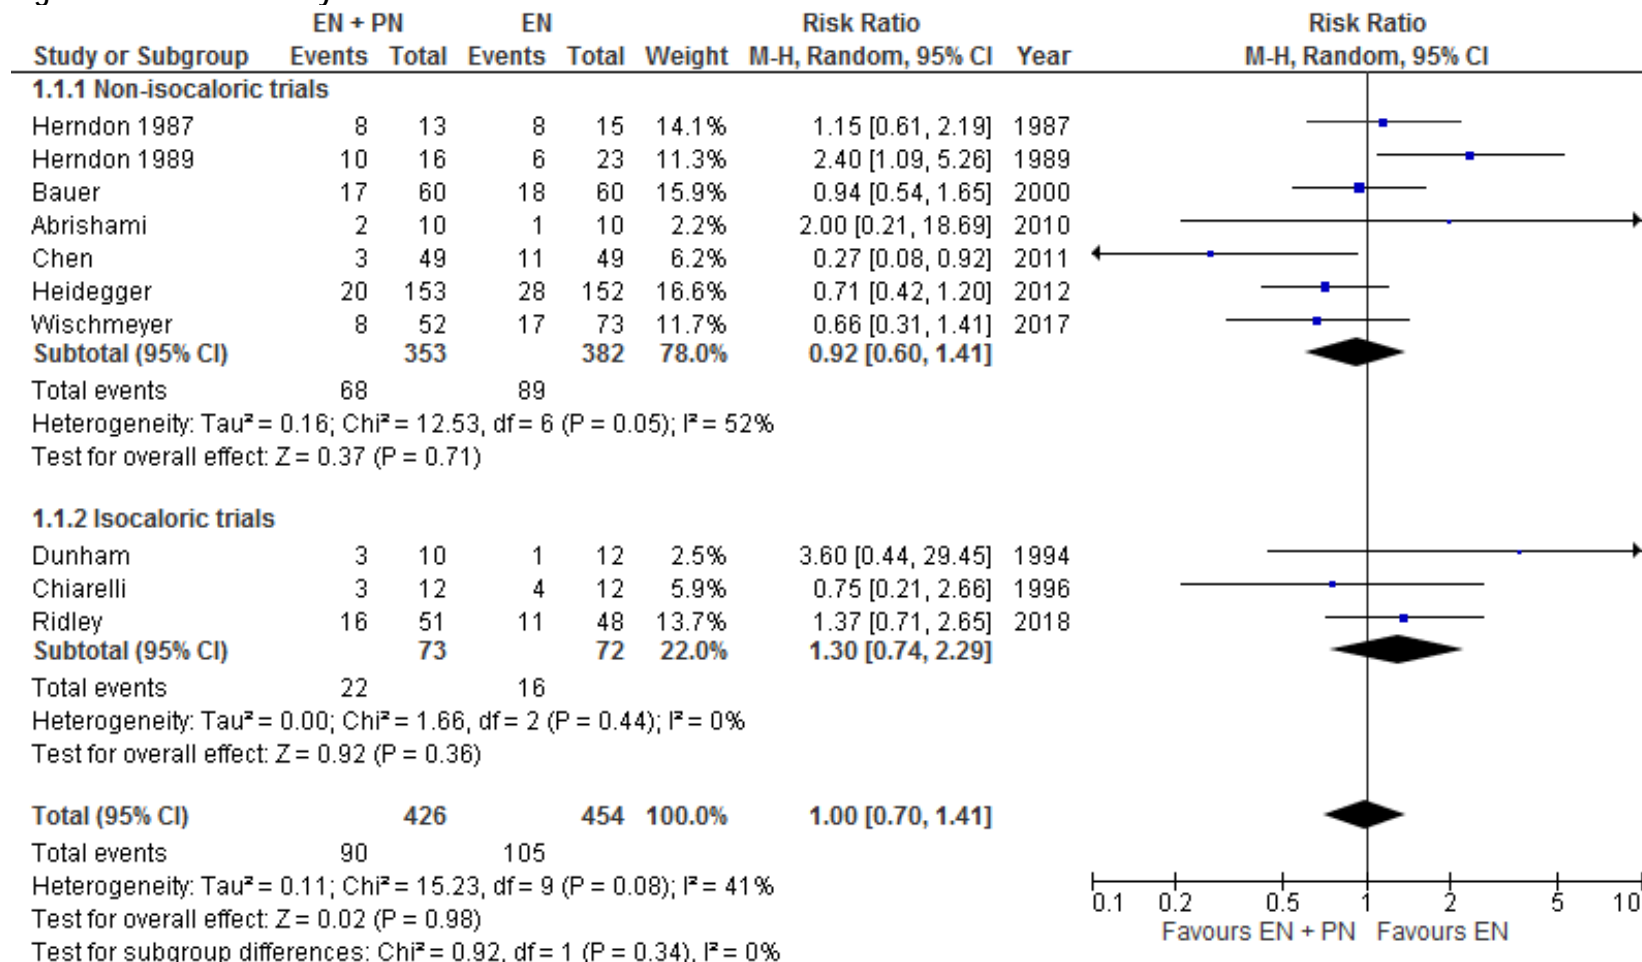 EN + PN EN Risk Ratio Risk Ratio
Study or Subgroup Events Total Events Total Weight M-H, Random, 95% CI Year M-H, Random, 95% CI
1.1.1 Non-isocaloric trials
Herndon 1987 8 13 8 15 14.1% 1.15 [0.61, 2.19] 1987
Herndon 1989 10 16 6 23 11.3% 2.40 [1.09, 5.26] 1989
Bauer 17 60 18 60 15.9% 0.94 [0.54, 1.65] 2000
Abrishami 2 10 1 10 2.2% 2.00 [0.21, 18.69] 2010
Chen 3 49 11 49 6.2% 0.27 [0.08, 0.92] 2011
Heidegger 20 153 28 152 16.6% 0.71 [0.42, 1.20] 2012
Wischmeyer 8 52 17 73 11.7% 0.66 [0.31, 1.41] 2017
Subtotal (95% CI) 353 382 78.0% 0.92 [0.60, 1.41]
Total events 68 89
Heterogeneity: Tau² = 0.16; Chi² = 12.53, df = 6 (P = 0.05); I² = 52%
Test for overall effect: Z = 0.37 (P = 0.71)
1.1.2 Isocaloric trials
Dunham 3 10 1 12 2.5% 3.60 [0.44, 29.45] 1994
Chiarelli 3 12 4 12 5.9% 0.75 [0.21, 2.66] 1996
Ridley 16 51 11 48 13.7% 1.37 [0.71, 2.65] 2018
Subtotal (95% CI) 73 72 22.0% 1.30 [0.74, 2.29]
Total events 22 16
Heterogeneity: Tau² = 0.00; Chi² = 1.66, df = 2 (P = 0.44); I² = 0%
Test for overall effect: Z = 0.92 (P = 0.36)
Total (95% CI) 426 454 100.0% 1.00 [0.70, 1.41]
Total events 90 105
Heterogeneity: Tau² = 0.11; Chi² = 15.23, df = 9 (P = 0.08); I² = 41%
Test for overall effect: Z = 0.02 (P = 0.98)
Test for subgroup differences: Chi² = 0.92, df = 1 (P = 0.34), I² = 0%
0.1 0.2 0.5 1 2 5 10
Favours EN + PN Favours EN